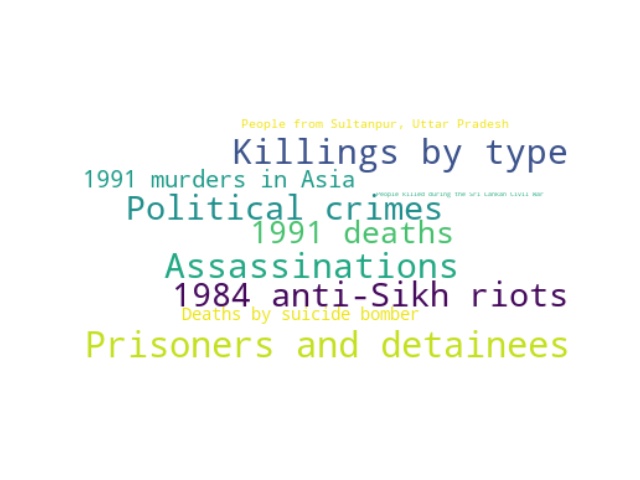 People from Sultanpur, Uttar Pradesh
Killings by type
1991 murders in Asia
People killed during the Sri Lankan Civil War
Political crimes
1991 deaths
Assassinations
1984 anti-Sikh riots
Deaths by suicide bomber
Prisoners and detainees